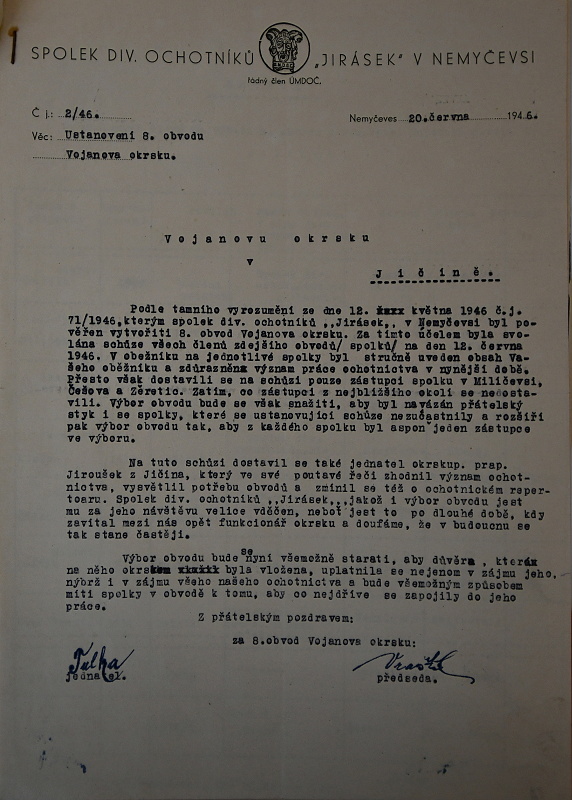 SPOLEK DIV. OCHOTNÍKŮ „JIRÁSEK" V NEMYČEVSI
řádný člen ÚMDOČ.
Č j.: 2/46.
Nemyčeves 20.června 1946.
Věc: Ustanovení 8. obvodu
Vojanova okrsku.
Vojanovu okrsku
v
Jičíně.
Podle tamního vyrozumění ze dne 12. xxxx května 1946 č.j.
71/1946,kterým spolek div. ochotníků ,,Jirásek,, v Nemyčevsi byl po-
věřen vytvořiti 8. obvod Vojanova okrsku. Za tímto účelem byla svo-
lána schůze všech členů zdejšího obvodů/ spolků/ na den 12. června
1946. V oběžníku na jednotlivé spolky byl stručně uveden obsah Va-
šeho oběžníku a zdůrazněna význam práce ochotnictva v nynější době.
Přesto však dostavili se na schůzi pouze zástupci spolku v Miličevsi,
Češova a Žeretic. Zatím, co zástupci z nejbližšího okolí se nedosta-
vili. Výbor obvodu bude se však snažiti, aby byl navázán přátelský
styk i se spolky, které se ustanovující schůze nezúčastnily a rozšíří
pak výbor obvodu tak, aby z každého spolku byl aspoň jeden zástupce
ve výboru.
Na tuto schůzi dostavil se také jednatel okrskup. prap.
Jiroušek z Jičína, který ve své poutavé řeči zhodnil význam ochot-
nictva, vysvětlil potřebu obvodů a zmínil se též o ochotnickém reper-
toaru. Spolek div. ochotníků ,,Jirásek,,,jakož i výbor obvodu jest
mu za jeho návštěvu velice vděčen, neboť jest to po dlouhé době, kdy
zavítal mezi nás opět funkcionář okrsku a doufáme, že v budoucnu se
tak stane častěji.
se
Výbor obvodu bude nyní všemožně starati, aby důvěra , která
na něho okrskem byla vložena, uplatnila se nejenom v zájmu jeho,
nýbrž i v zájmu všeho našeho ochotnictva a bude všemožným způsobem
míti spolky v obvodě k tomu, aby co nejdříve se zapojily do jeho
práce.
Z přátelským pozdravem:
za 8.obvod Vojanova okrsku:
jednatel.
předseda.